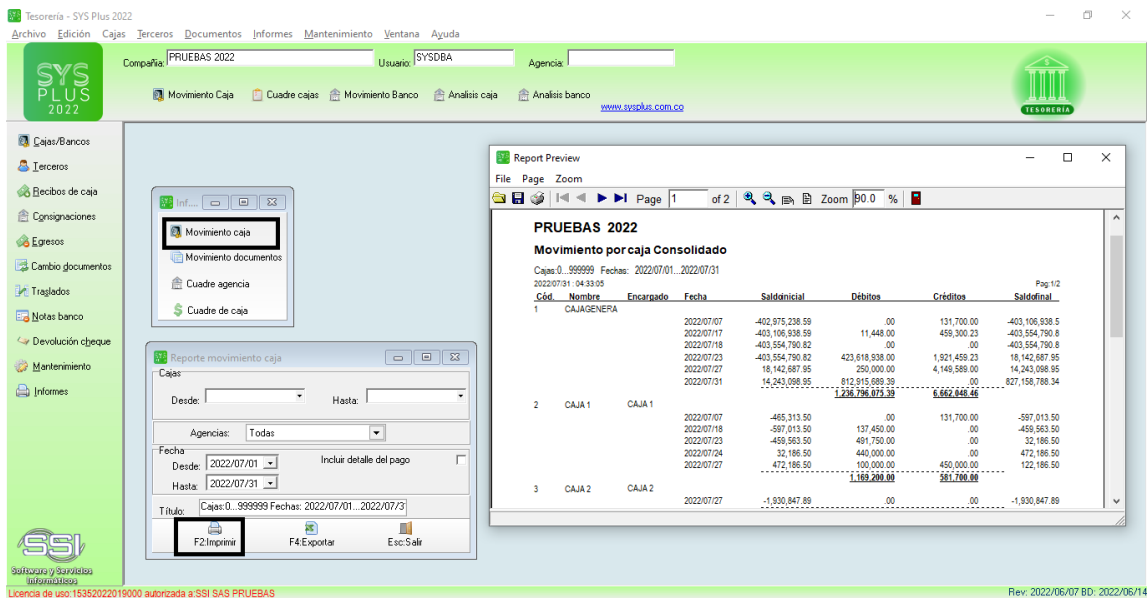 Tesorería - SYS Plus 2022
Archivo Edición Cajas Terceros Documentos Informes Mantenimiento Ventana Ayuda
SYS PLUS 2022
Compañia: PRUEBAS 2022 Usuario: SYSDBA Agencia:
Movimiento Caja Cuadre cajas Movimiento Banco Analisis caja Analisis banco
www.sysplus.com.co
TESORERIA
Cajas/Bancos
Terceros
Recibos de caja
Consignaciones
Egresos
Cambio documentos
Traslados
Notas banco
Devolución cheque
Mantenimiento
Informes
SSI
Software y Servicios
Informáticos
Inf....
Movimiento caja
Movimiento documentos
Cuadre agencia
Cuadre de caja
Reporte movimiento caja
Cajas
Desde: Hasta:
Agencias: Todas
Fecha
Desde: 2022/07/01 Incluir detalle del pago
Hasta: 2022/07/31
Título: Cajas:0...999999 Fechas: 2022/07/01...2022/07/3
F2:Imprimir F4:Exportar Esc:Salir
Report Preview
File Page Zoom
Page 1 of 2 Zoom 90.0 %
PRUEBAS 2022
Movimiento por caja Consolidado
Cajas:0...999999 Fechas: 2022/07/01...2022/07/31
2022/07/31 : 04:33:05 Pag:1/2
Cód. Nombre Encargado Fecha Saldoinicial Débitos Créditos Saldofinal
1 CAJAGENERA
2022/07/07 -402,975,238.59 .00 131,700.00 -403,106,938.5
2022/07/17 -403,106,938.59 11,448.00 459,300.23 -403,554,790.8
2022/07/18 -403,554,790.82 .00 .00 -403,554,790.8
2022/07/23 -403,554,790.82 423,618,938.00 1,921,459.23 18,142,687.95
2022/07/27 18,142,687.95 250,000.00 4,149,589.00 14,243,098.95
2022/07/31 14,243,098.95 812,915,689.39 .00 827,158,788.34
1,236,796,075.39 6,662,048.46
2 CAJA 1 CAJA 1
2022/07/07 -465,313.50 .00 131,700.00 -597,013.50
2022/07/18 -597,013.50 137,450.00 .00 -459,563.50
2022/07/23 -459,563.50 491,750.00 .00 32,186.50
2022/07/24 32,186.50 440,000.00 .00 472,186.50
2022/07/27 472,186.50 100,000.00 450,000.00 122,186.50
1,169,200.00 581,700.00
3 CAJA 2 CAJA 2
2022/07/27 -1,930,847.89 .00 .00 -1,930,847.89
Licencia de uso:15352022019000 autorizada a:SSI SAS PRUEBAS
Rev: 2022/06/07 BD: 2022/06/14